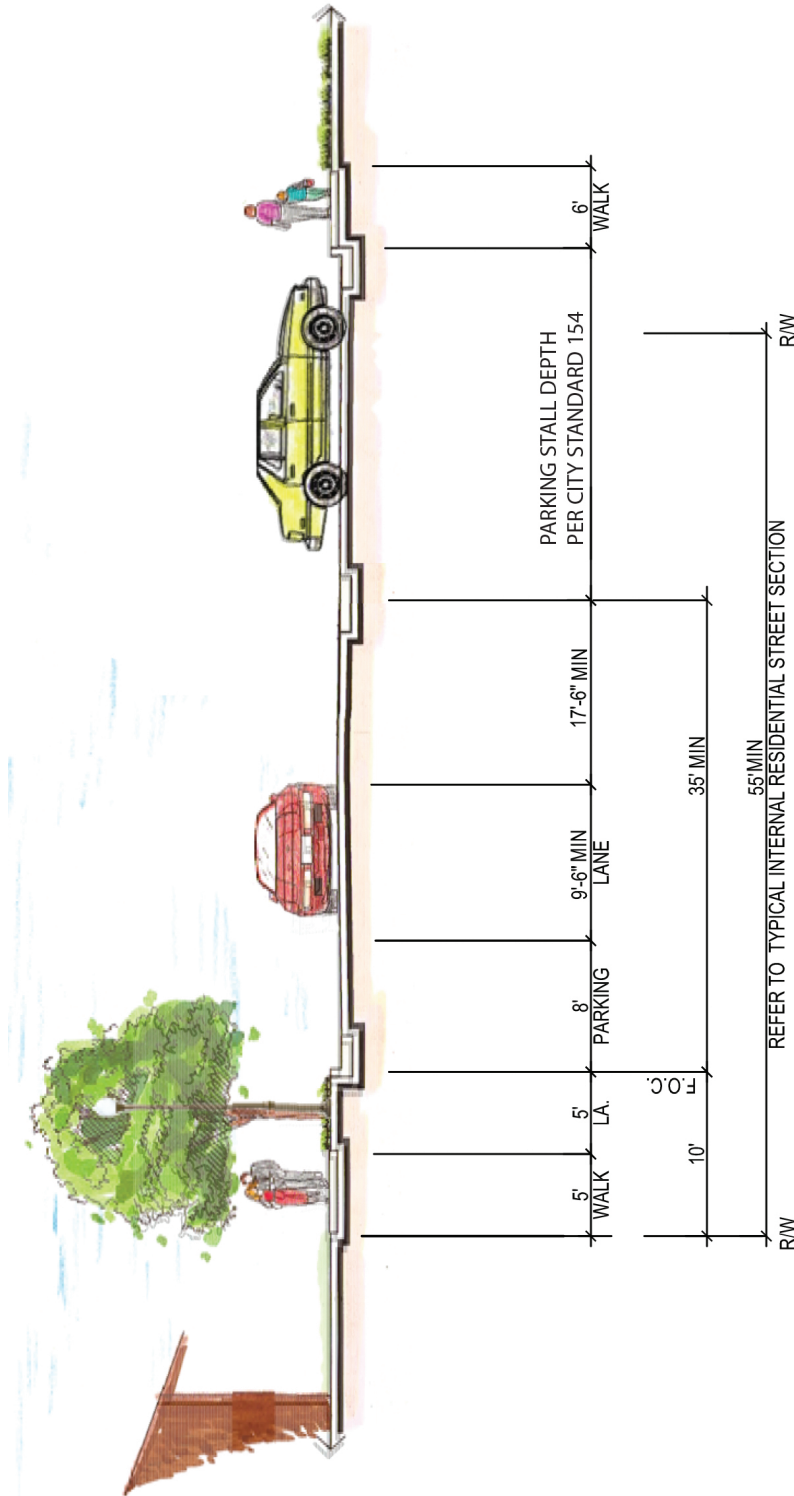 5'
WALK
5'
LA.
8'
PARKING
9'-6" MIN
LANE
17'-6" MIN
PARKING STALL DEPTH
PER CITY STANDARD 154
6'
WALK
10'
F.O.C.
35' MIN
55'MIN
REFER TO TYPICAL INTERNAL RESIDENTIAL STREET SECTION
R/W
R/W